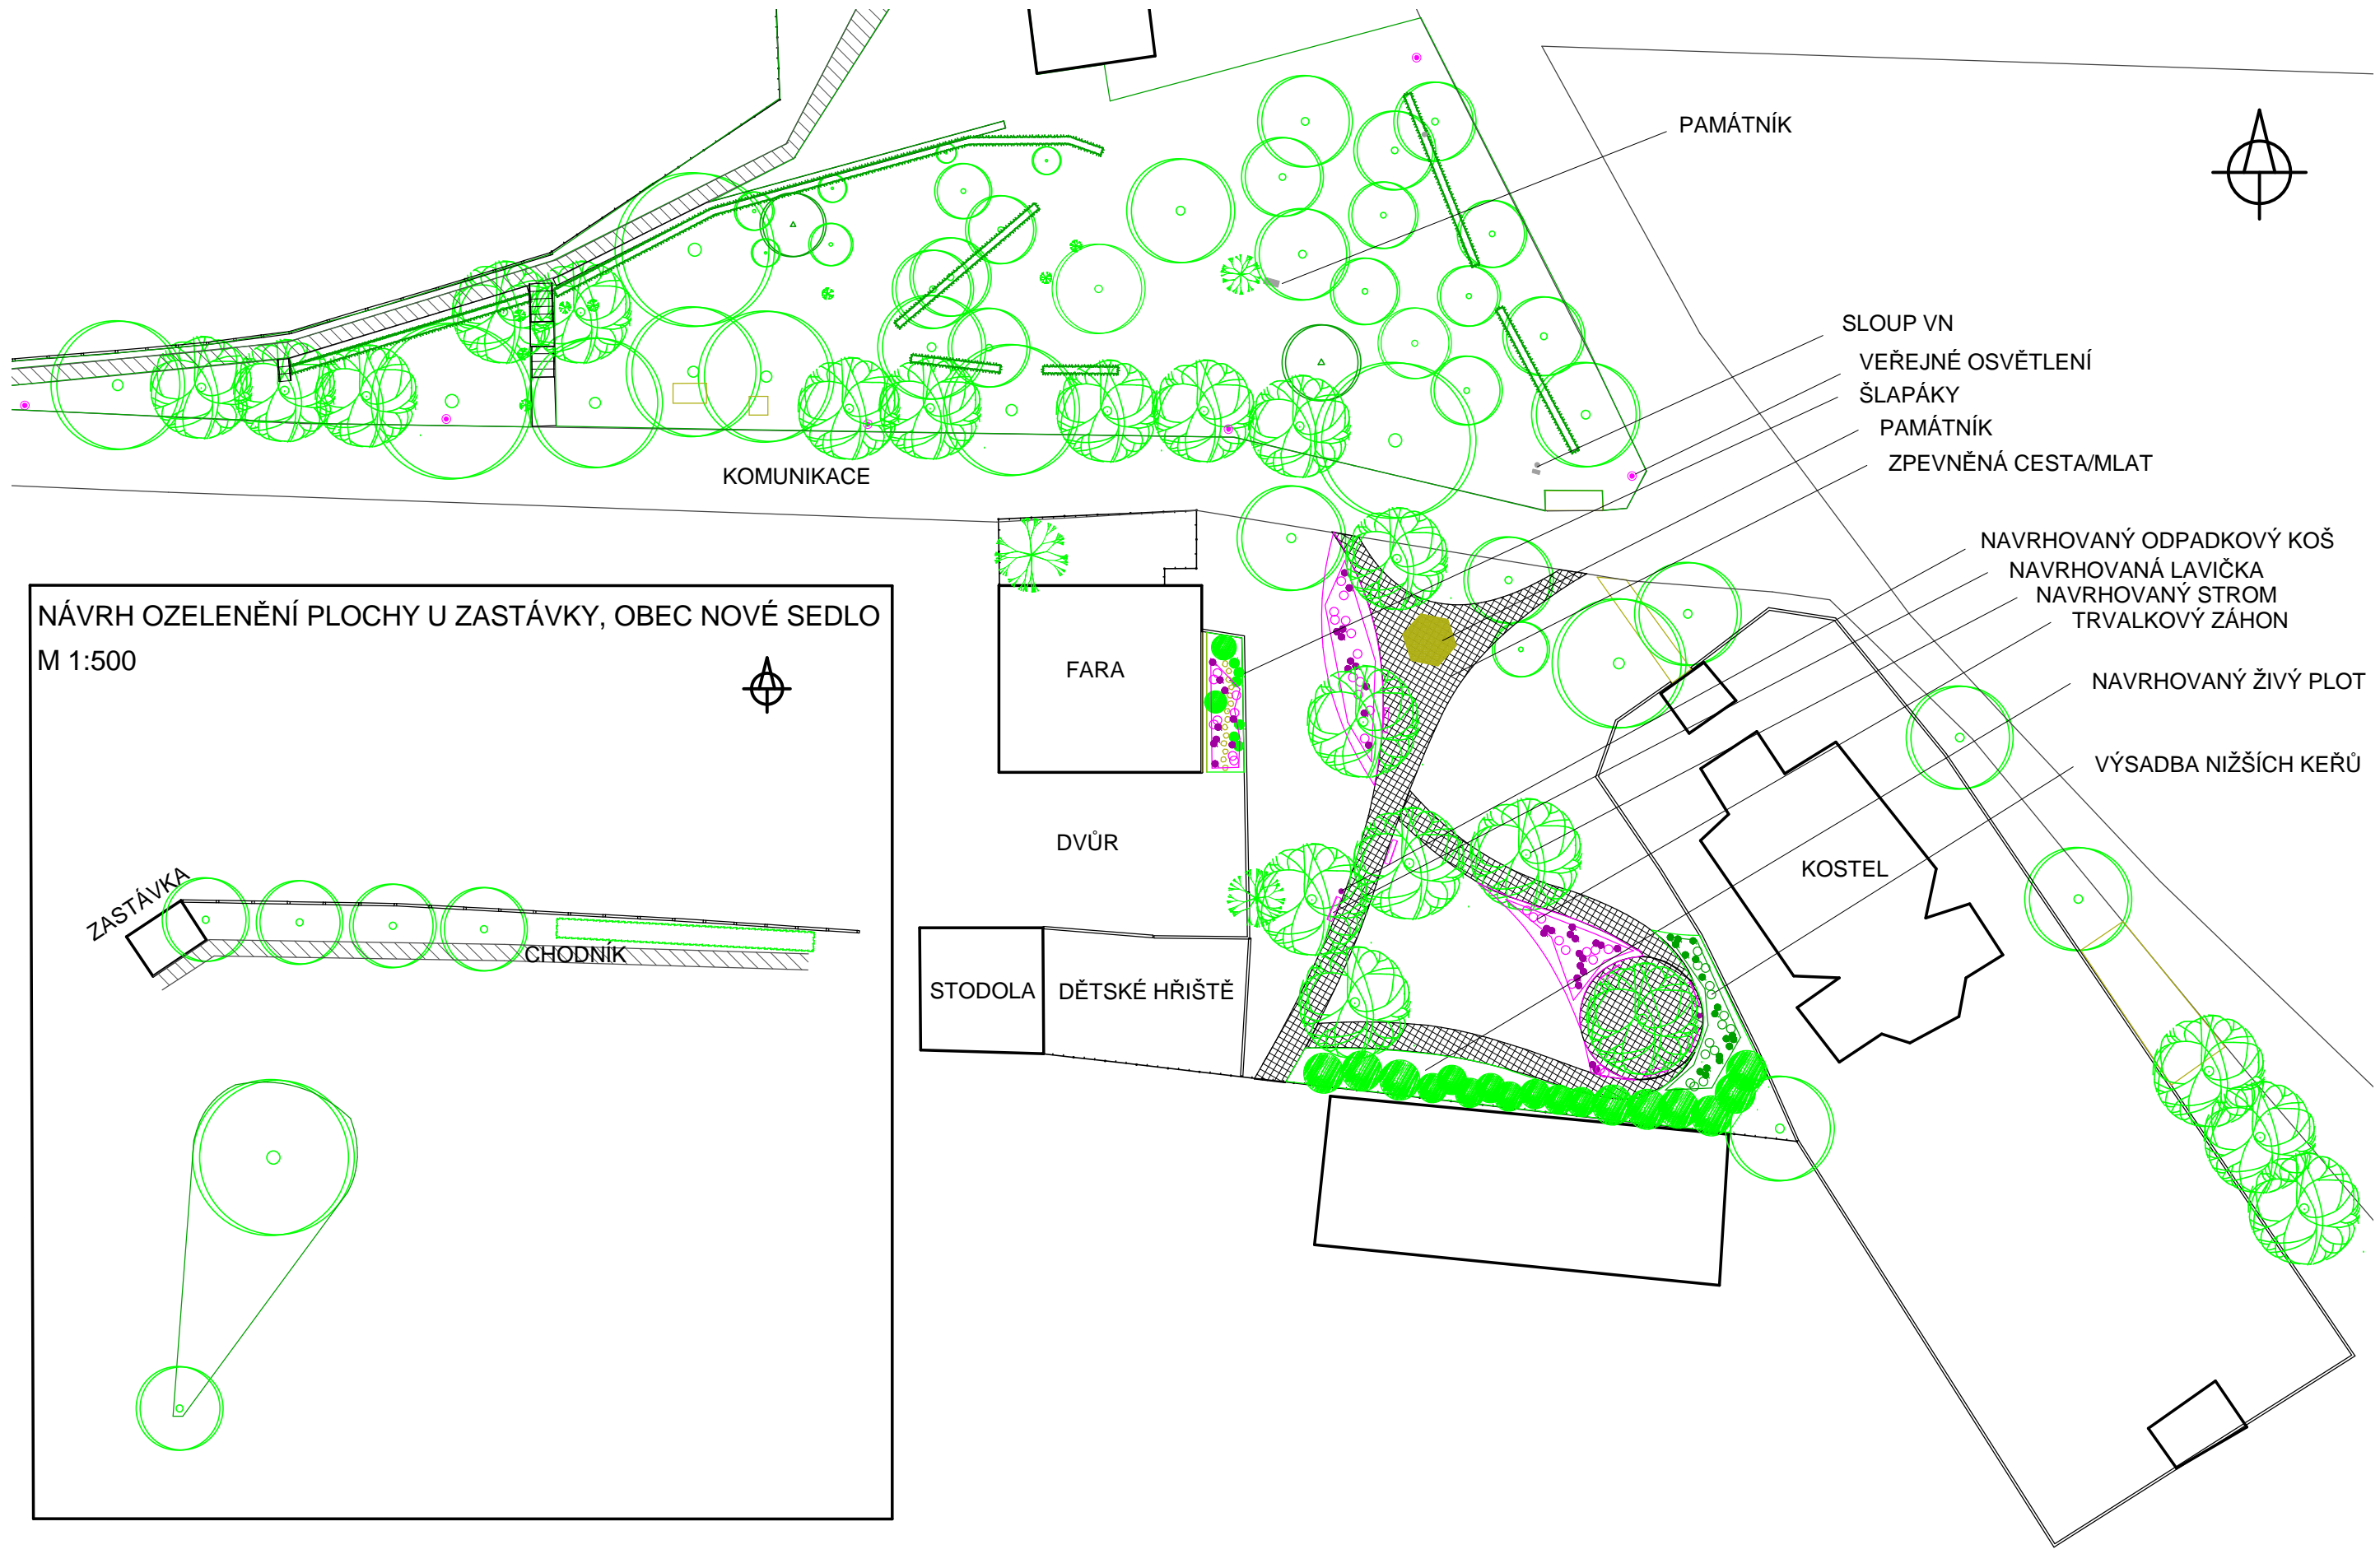 PAMÁTNÍK
SLOUP VN
VEŘEJNÉ OSVĚTLENÍ
ŠLAPÁKY
PAMÁTNÍK
ZPEVNĚNÁ CESTA/MLAT
KOMUNIKACE
NAVRHOVANÝ ODPADKOVÝ KOŠ
NAVRHOVANÁ LAVIČKA
NAVRHOVANÝ STROM
TRVALKOVÝ ZÁHON
NAVRHOVANÝ ŽIVÝ PLOT
VÝSADBA NIŽŠÍCH KEŘŮ
NÁVRH OZELENĚNÍ PLOCHY U ZASTÁVKY, OBEC NOVÉ SEDLO
M 1:500
FARA
DVŮR
KOSTEL
ZASTÁVKA
CHODNÍK
STODOLA
DĚTSKÉ HŘIŠTĚ